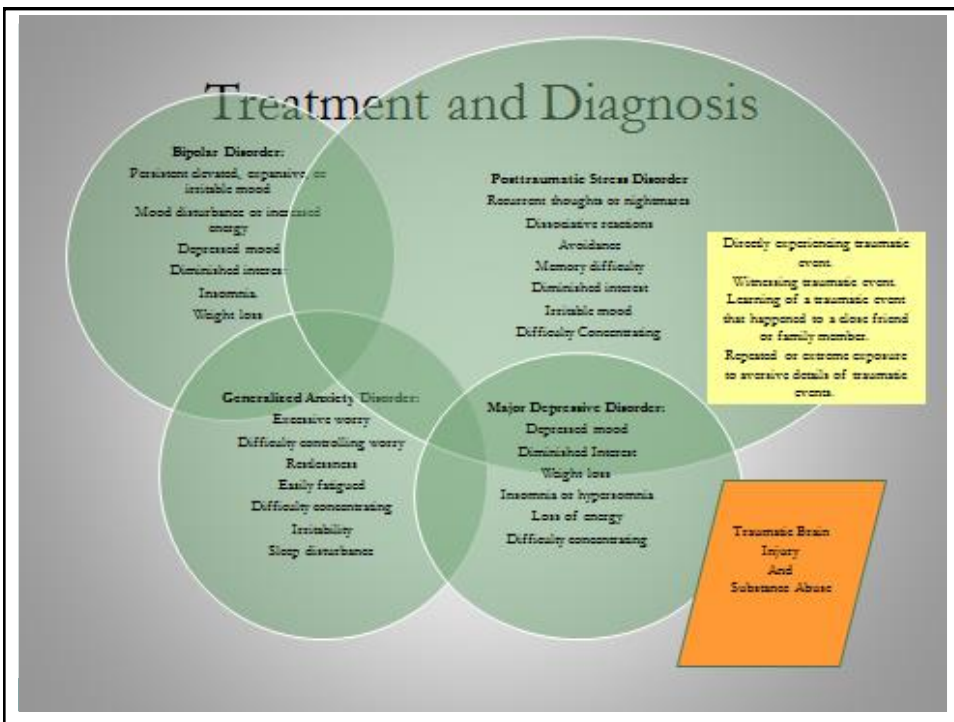 Treatment and Diagnosis
Bipolar Disorder:
Persistent elevated, expansive, or
irritable mood
Mood disturbance or increased
energy
Depressed mood
Diminished interest
Insomnia.
Weight loss
Posttraumatic Stress Disorder
Recurrent thoughts or nightmares
Dissociative reactions
Avoidance
Memory difficulty
Diminished interest
Irritable mood
Difficulty Concentrating
Directly experiencing traumatic
event.
Witnessing traumatic event.
Learning of a traumatic event
that happened to a close friend
or family member.
Repeated or extreme exposure
to aversive details of traumatic
events.
Generalized Anxiety Disorder:
Excessive worry
Difficulty controlling worry
Restlessness
Easily fatigued
Difficulty concentrating
Irritability
Sleep disturbance
Major Depressive Disorder:
Depressed mood
Diminished Interest
Weight loss
Insomnia or hypersomnia
Loss of energy
Difficulty concentrating
Traumatic Brain
Injury
And
Substance Abuse